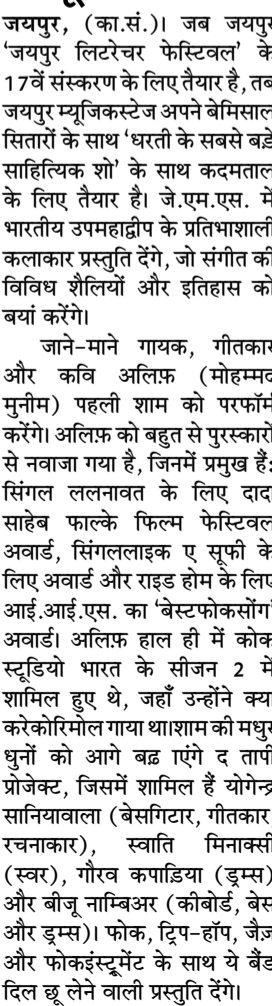 जयपुर, (का.सं.)। जब जयपुर
'जयपुर लिटरेचर फेस्टिवल' के
17वें संस्करण के लिए तैयार है, तब
जयपुर म्यूजिकस्टेज अपने बेमिसाल
सितारों के साथ 'धरती के सबसे बड़े
साहित्यिक शो' के साथ कदमताल
के लिए तैयार है। जे.एम.एस. में
भारतीय उपमहाद्वीप के प्रतिभाशाली
कलाकार प्रस्तुति देंगे, जो संगीत की
विविध शैलियों और इतिहास को
बयां करेंगे।
जाने-माने गायक, गीतकार
और कवि अलिफ़ (मोहम्मद
मुनीम) पहली शाम को परफॉर्म
करेंगे। अलिफ़ को बहुत से पुरस्कारों
से नवाजा गया है, जिनमें प्रमुख हैं:
सिंगल ललनावत के लिए दादा
साहेब फाल्के फिल्म फेस्टिवल
अवार्ड, सिंगललाइक ए सूफी के
लिए अवार्ड और राइड होम के लिए
आई.आई.एस. का 'बेस्टफोकसोंग'
अवार्ड। अलिफ़ हाल ही में कोक
स्टूडियो भारत के सीजन 2 में
शामिल हुए थे, जहाँ उन्होंने क्या
करेकोरिमोल गाया था।शाम की मधुर
धुनों को आगे बढ़ाएंगे द तापी
प्रोजेक्ट, जिसमें शामिल हैं योगेन्द्र
सानियावाला (बेसगिटार, गीतकार,
रचनाकार), स्वाति मिनाक्सी
(स्वर), गौरव कपाड़िया (ड्रम्स)
और बीजू नाम्बिअर (कीबोर्ड, बेस
और ड्रम्स)। फोक, ट्रिप-हॉप, जैज़
और फोकइंस्ट्रूमेंट के साथ ये बैंड
दिल छू लेने वाली प्रस्तुति देंगे।